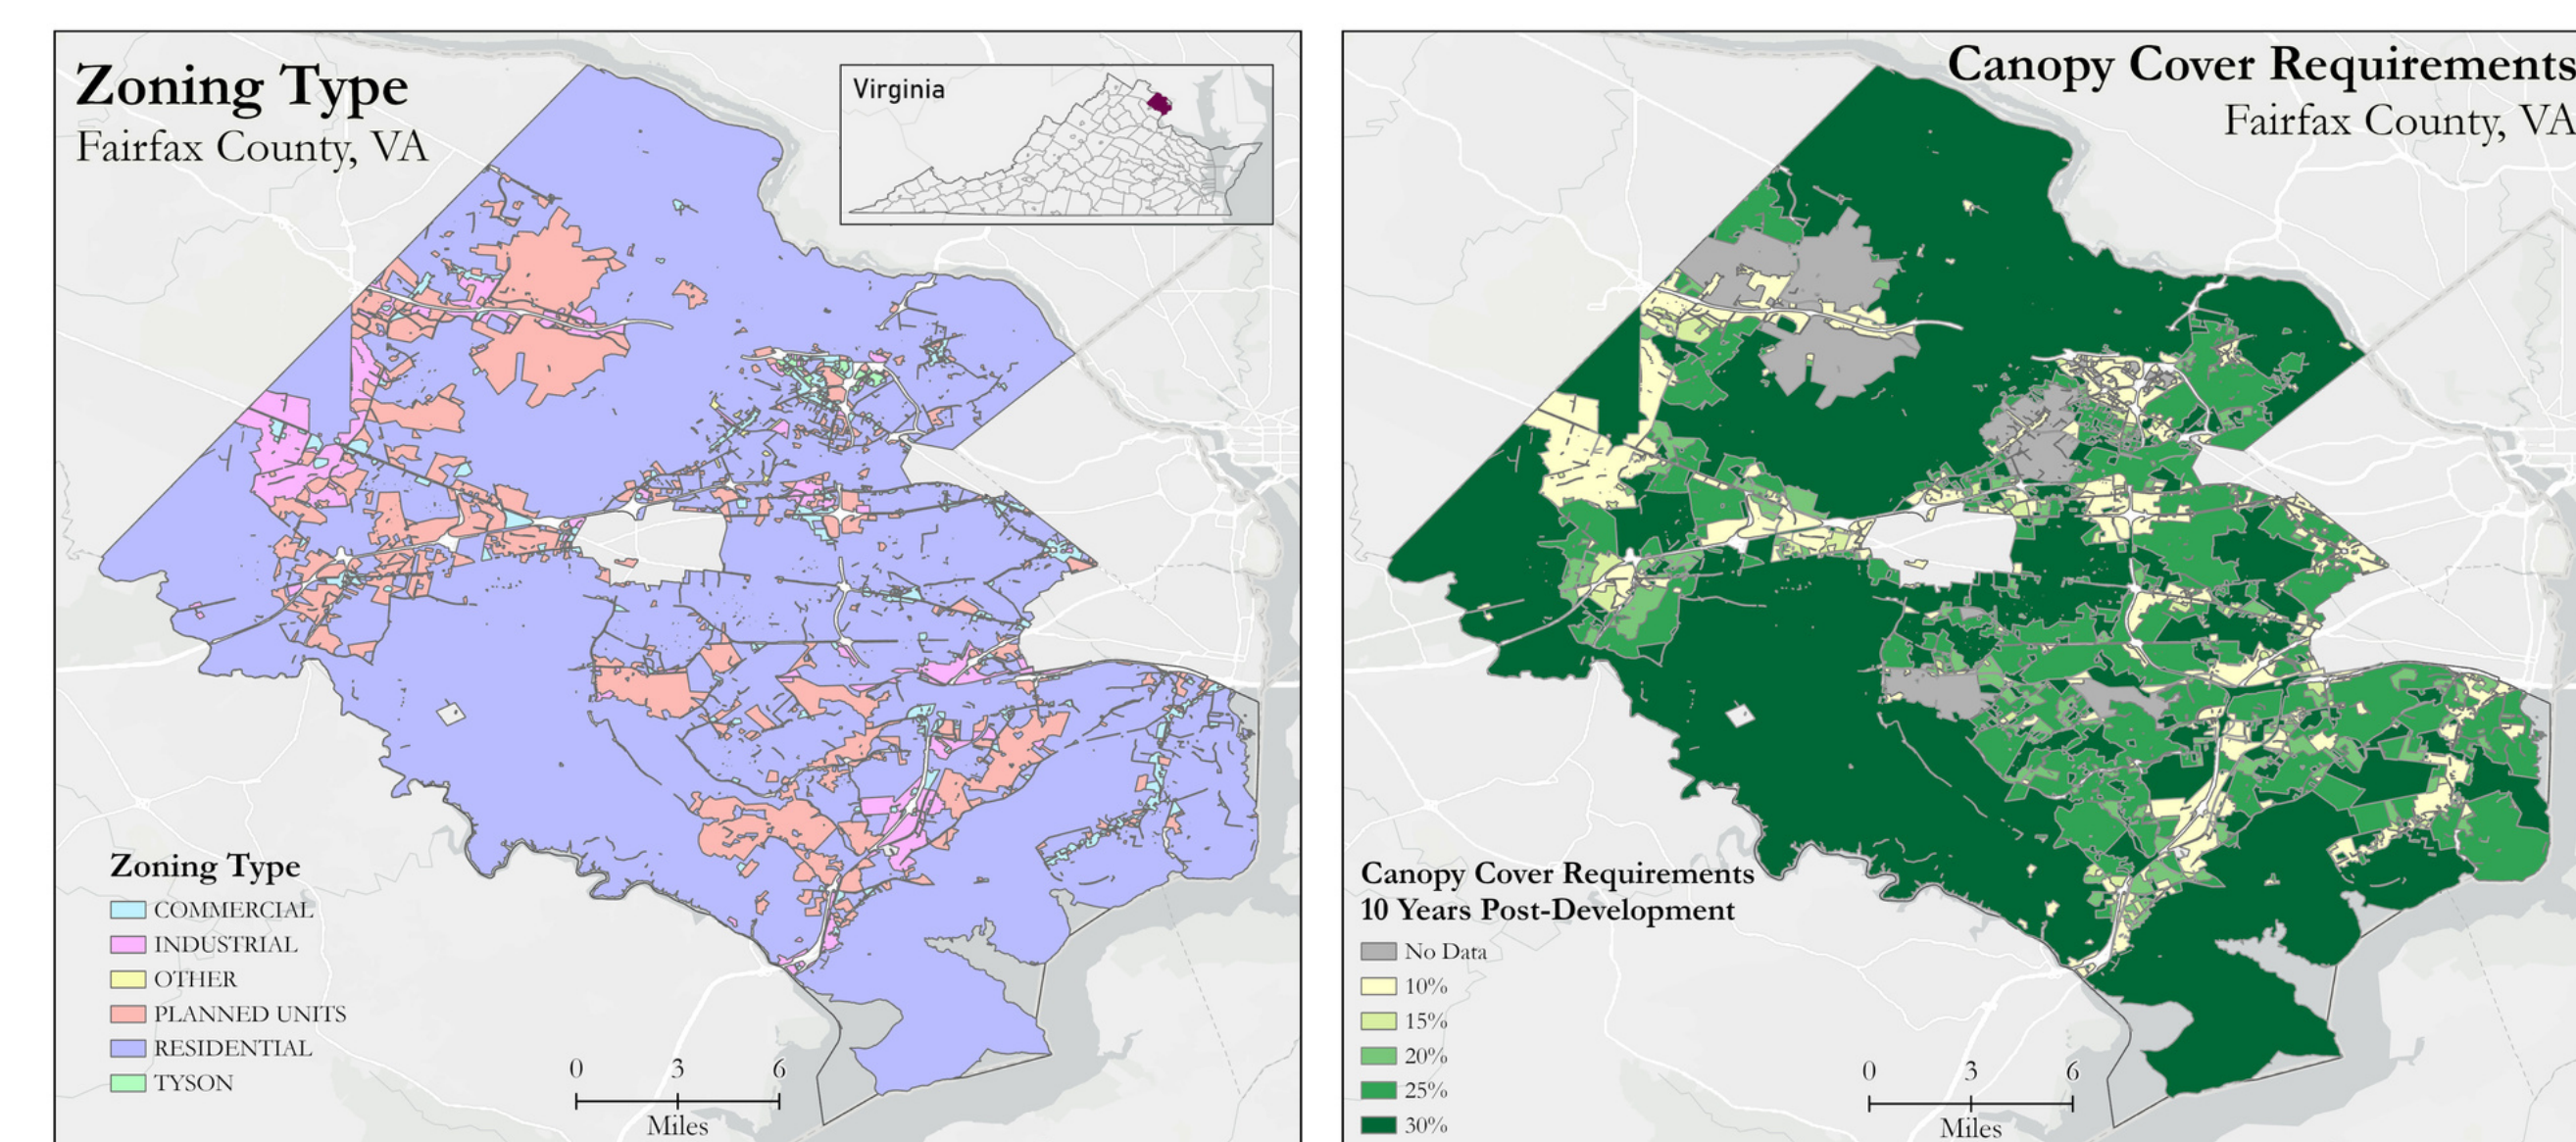 Zoning Type
Fairfax County, VA
Virginia
Zoning Type
COMMERCIAL
INDUSTRIAL
OTHER
PLANNED UNITS
RESIDENTIAL
TYSON
0 3 6
Miles
Canopy Cover Requirements
Fairfax County, VA
Canopy Cover Requirements
10 Years Post-Development
No Data
10%
15%
20%
25%
30%
0 3 6
Miles